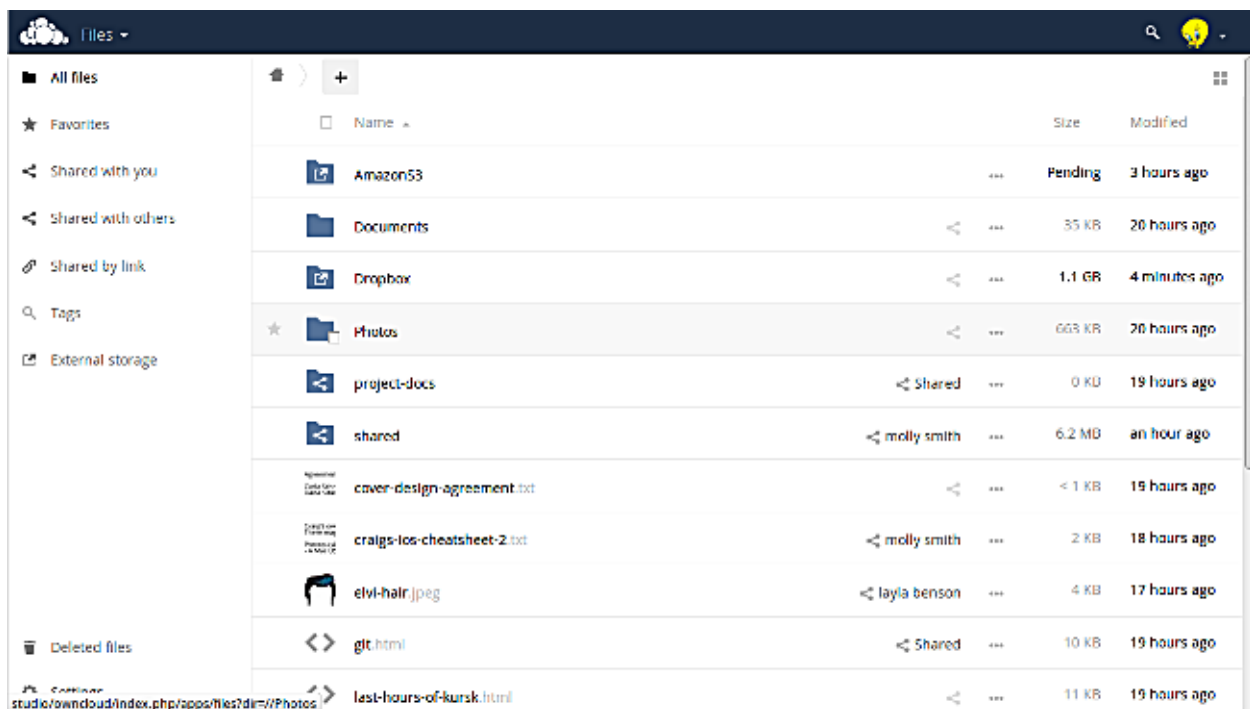 Files
All files
Favorites
Shared with you
Shared with others
Shared by link
Tags
External storage
Deleted files
Settings
Name Size Modified
AmazonS3 ... Pending 3 hours ago
Documents ... 35 KB 20 hours ago
Dropbox ... 1.1 GB 4 minutes ago
Photos ... 663 KB 20 hours ago
project-docs Shared ... 0 KB 19 hours ago
shared molly smith ... 6.2 MB an hour ago
cover-design-agreement.txt ... < 1 KB 19 hours ago
craigs-ios-cheatsheet-2.txt molly smith ... 2 KB 18 hours ago
elvi-hair.jpeg layla benson ... 4 KB 17 hours ago
git.html Shared ... 10 KB 19 hours ago
last-hours-of-kursk.html ... 11 KB 19 hours ago
studio/owncloud/index.php/apps/files?dir=//Photos